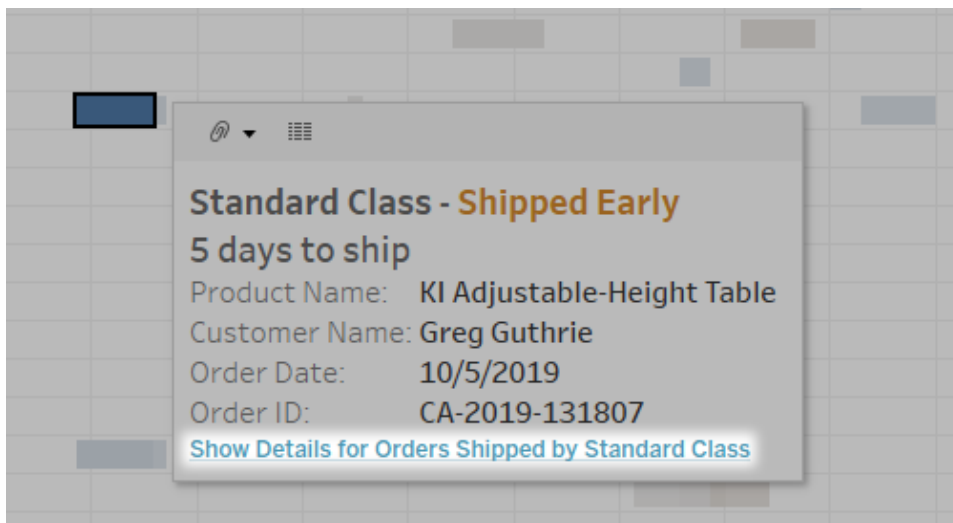 Standard Class - Shipped Early
5 days to ship
Product Name: KI Adjustable-Height Table
Customer Name: Greg Guthrie
Order Date: 10/5/2019
Order ID: CA-2019-131807
Show Details for Orders Shipped by Standard Class